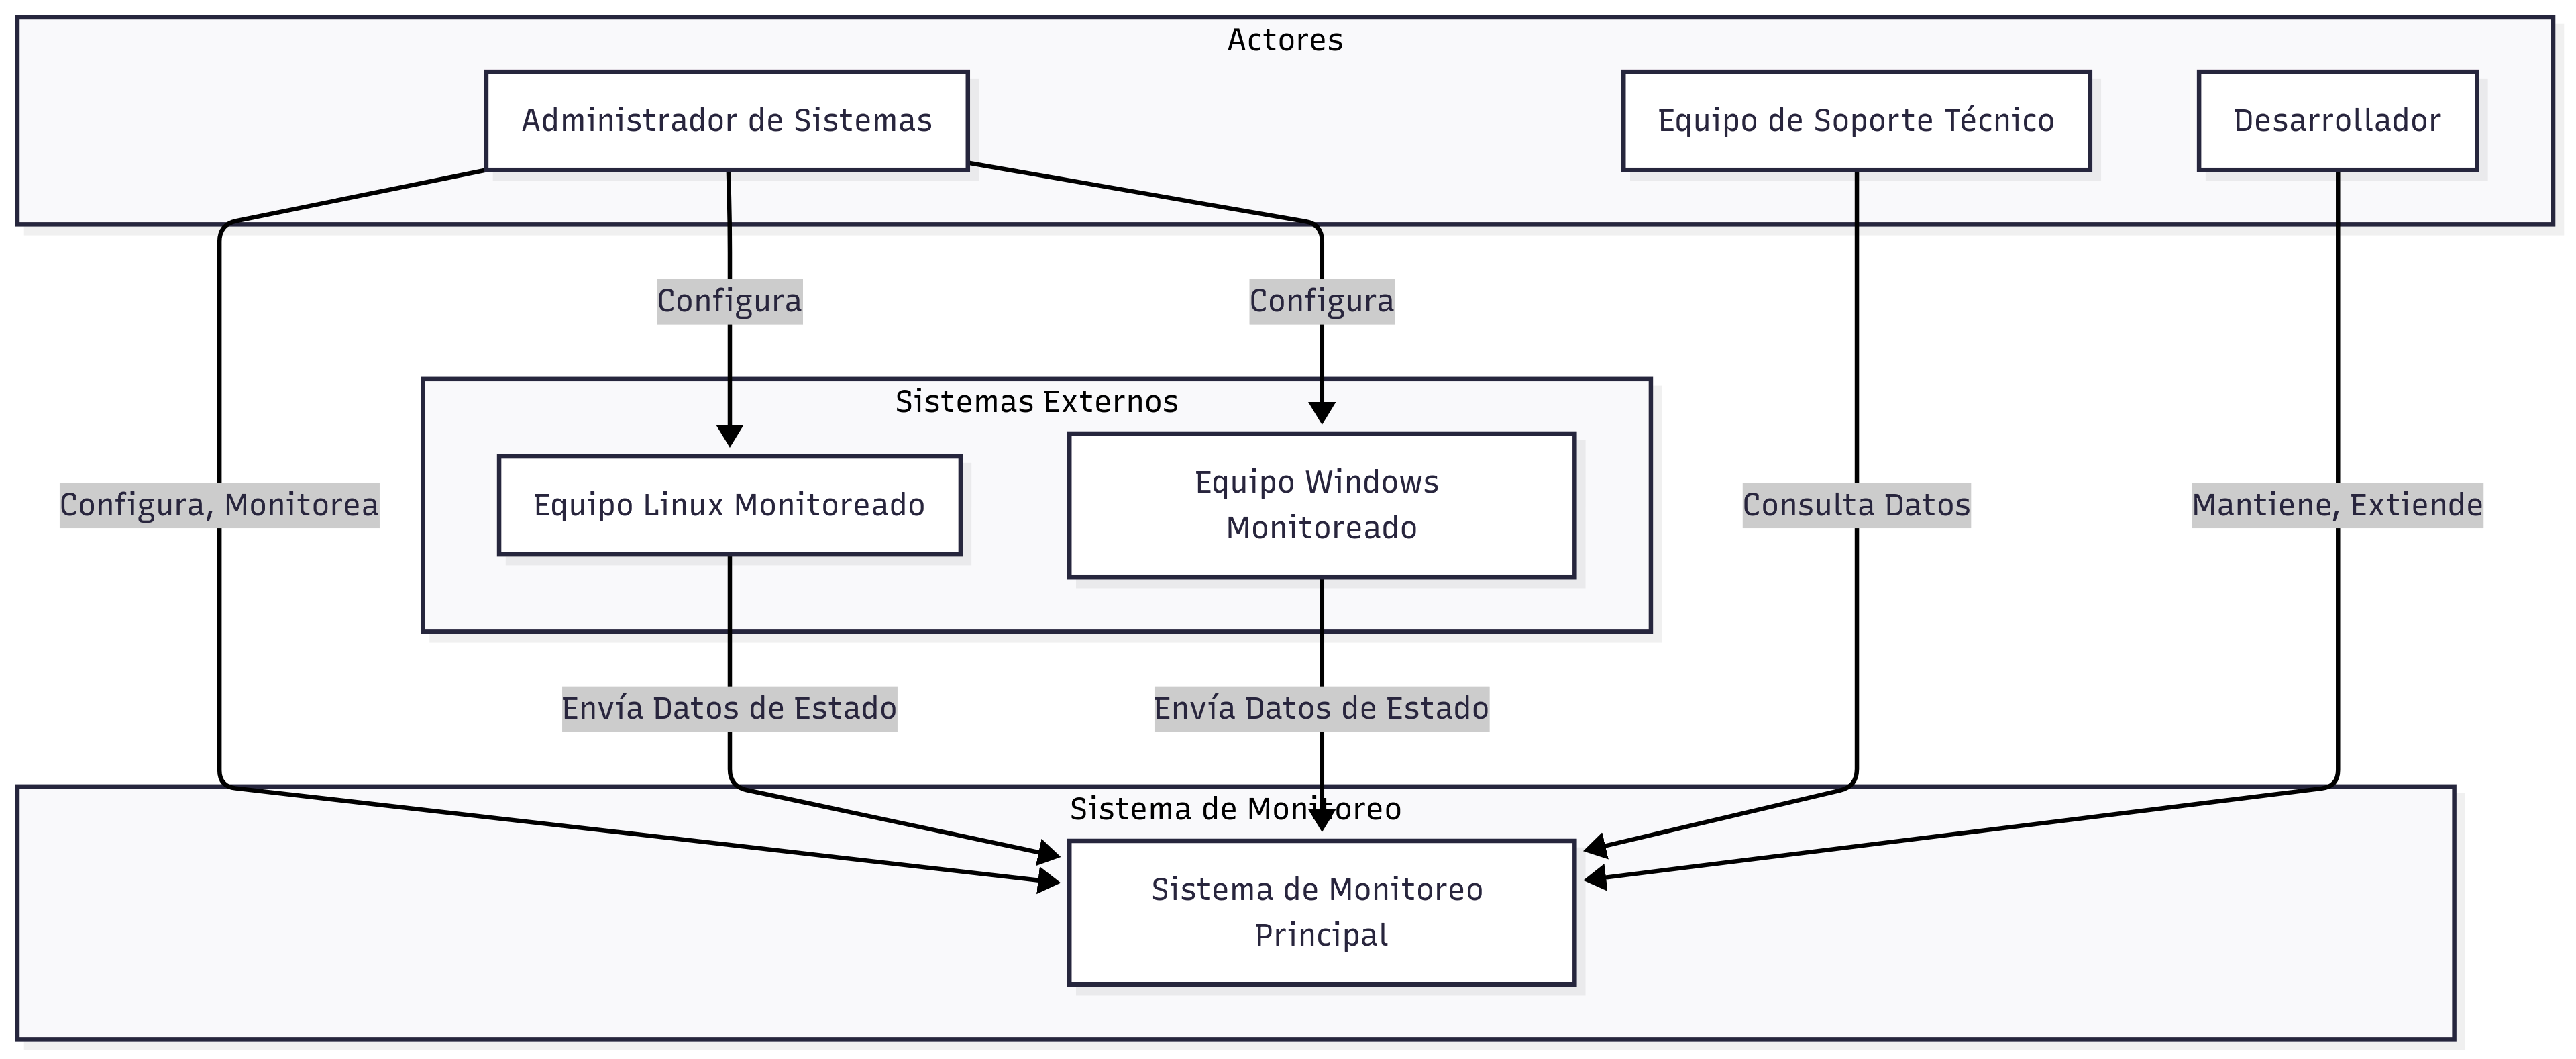 Actores
Administrador de Sistemas
Equipo de Soporte Técnico
Desarrollador
Configura
Configura
Sistemas Externos
Configura, Monitorea
Equipo Linux Monitoreado
Equipo Windows
Monitoreado
Consulta Datos
Mantiene, Extiende
Envía Datos de Estado
Envía Datos de Estado
Sistema de Monitoreo
Sistema de Monitoreo
Principal